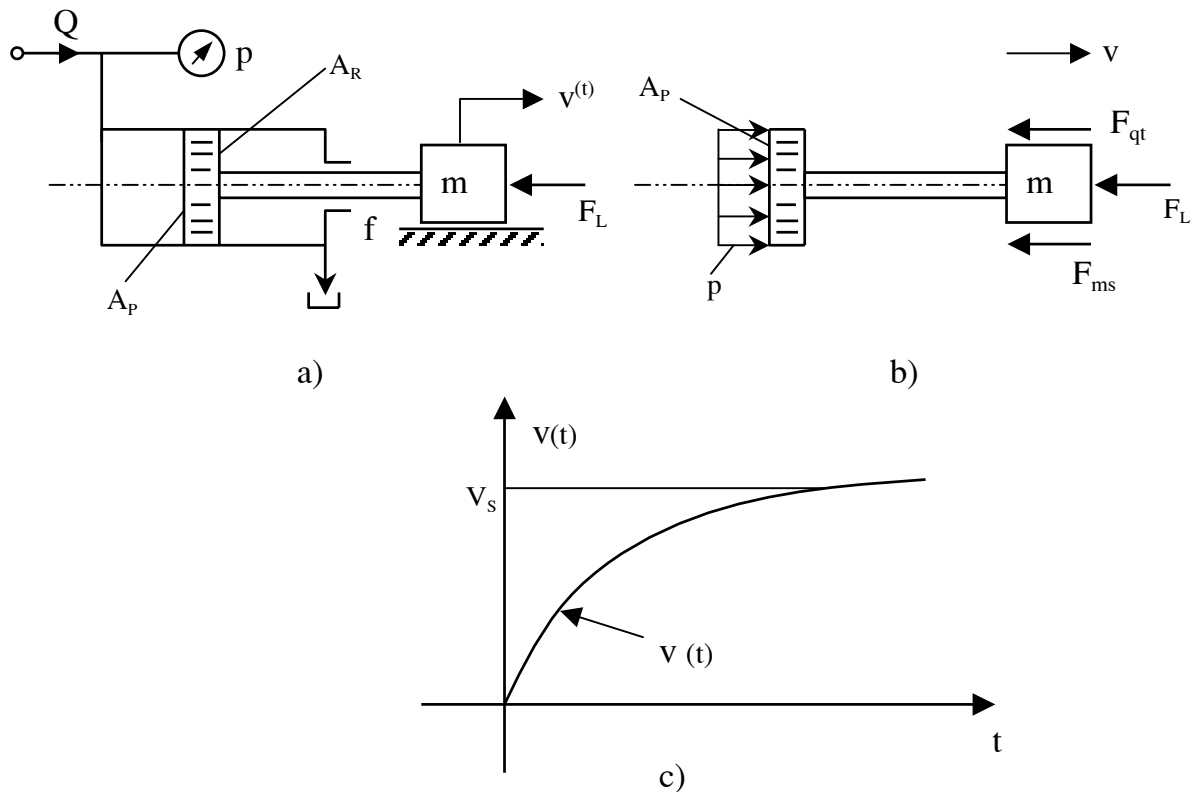 Q
p
A_R
v^(t)
m
F_L
f
A_P
a)
v
A_P
F_qt
m
F_L
F_ms
p
b)
v(t)
V_S
v (t)
t
c)